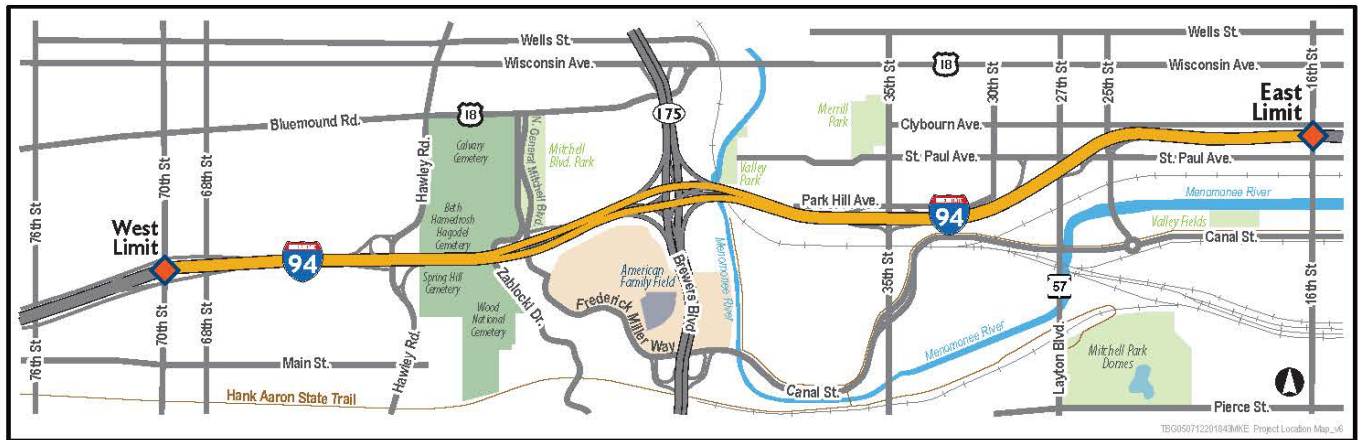 Wells St.
Wells St.
Wisconsin Ave.
18
Wisconsin Ave.
175
35th St
30th St
27th St
25th St
16th St
East
Limit
Bluemound Rd.
18
Hawley Rd.
N. General Mitchell Blvd.
Mitchell
Blvd. Park
Merrill
Park
Clybourn Ave.
Calvary
Cemetery
St. Paul Ave.
St. Paul Ave.
Valley
Park
76th St
70th St
68th St
Park Hill Ave.
94
Menomonee River
Valley Fields
Canal St.
Beth
Hamedrosh
Hagodel
Cemetery
West
Limit
94
Spring Hill
Cemetery
Wood
National
Cemetery
Zablocki Dr.
American
Family Field
Brewers Blvd
Frederick Miller
Way
Menomonee River
35th St
57
16th St
Menomonee River
Layton Blvd.
Mitchell Park
Domes
76th St
70th St
68th St
Main St.
Hawley Rd.
Hank Aaron State Trail
Canal St.
Pierce St.
TBG050712201843MKE Project Location Map_v6